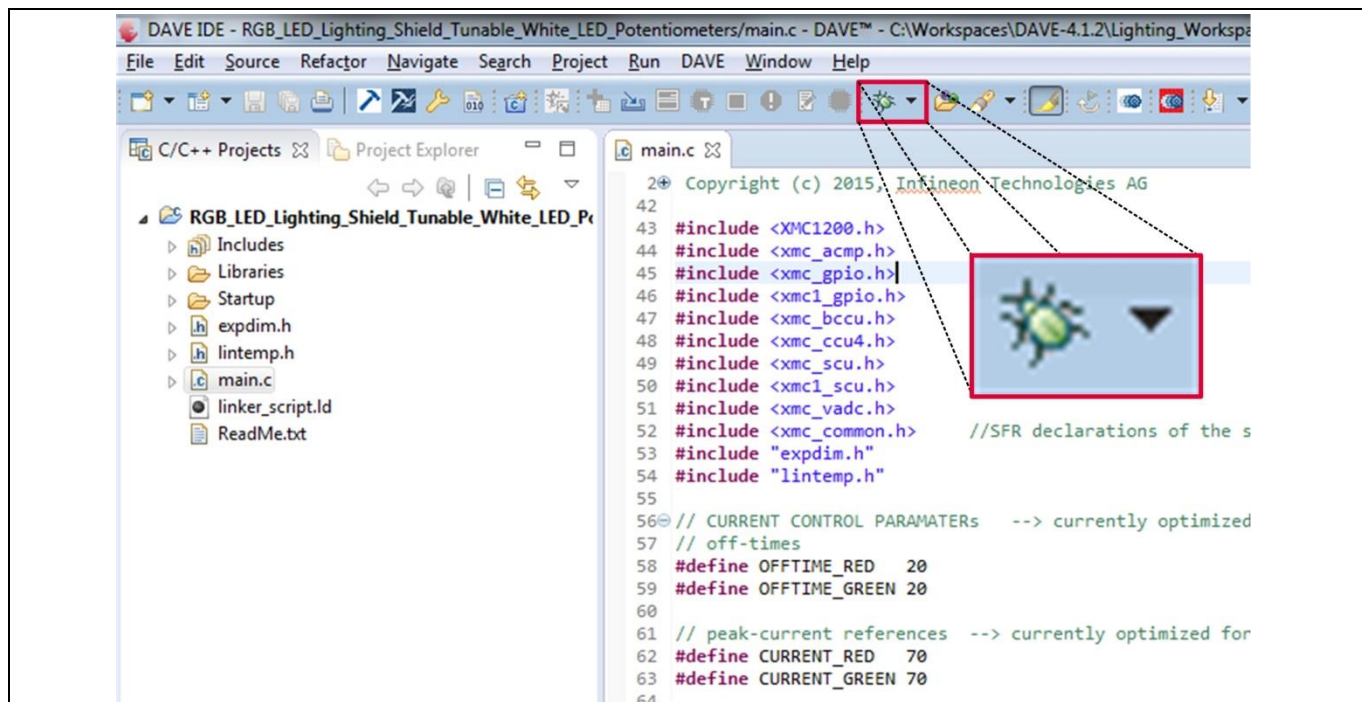 DAVE IDE - RGB_LED_Lighting_Shield_Tunable_White_LED_Potentiometers/main.c - DAVE™ - C:\Workspaces\DAVE-4.1.2\Lighting_Workspa
File Edit Source Refactor Navigate Search Project Run DAVE Window Help
C/C++ Projects Project Explorer
RGB_LED_Lighting_Shield_Tunable_White_LED_Po
Includes
Libraries
Startup
expdim.h
lintemp.h
main.c
linker_script.ld
ReadMe.txt
main.c
2 Copyright (c) 2015, Infineon Technologies AG
42
43 #include <XMC1200.h>
44 #include <xmc_acmp.h>
45 #include <xmc_gpio.h>
46 #include <xmc1_gpio.h>
47 #include <xmc_bccu.h>
48 #include <xmc_ccu4.h>
49 #include <xmc_scu.h>
50 #include <xmc1_scu.h>
51 #include <xmc_vadc.h>
52 #include <xmc_common.h> //SFR declarations of the s
53 #include "expdim.h"
54 #include "lintemp.h"
55
56 // CURRENT CONTROL PARAMATERs --> currently optimized
57 // off-times
58 #define OFFTIME_RED 20
59 #define OFFTIME_GREEN 20
60
61 // peak-current references --> currently optimized for
62 #define CURRENT_RED 70
63 #define CURRENT_GREEN 70
64